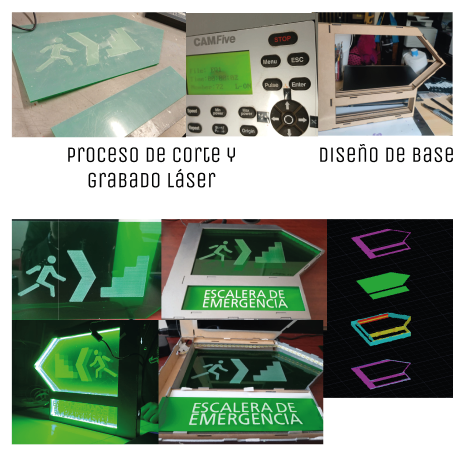 CAMFive
STOP
Menu
ESC
Pulse
Enter
Origin
Proceso de corte y
grabado láser
Diseño de base
ESCALERA DE
EMERGENCIA
ESCALERA DE
EMERGENCIA